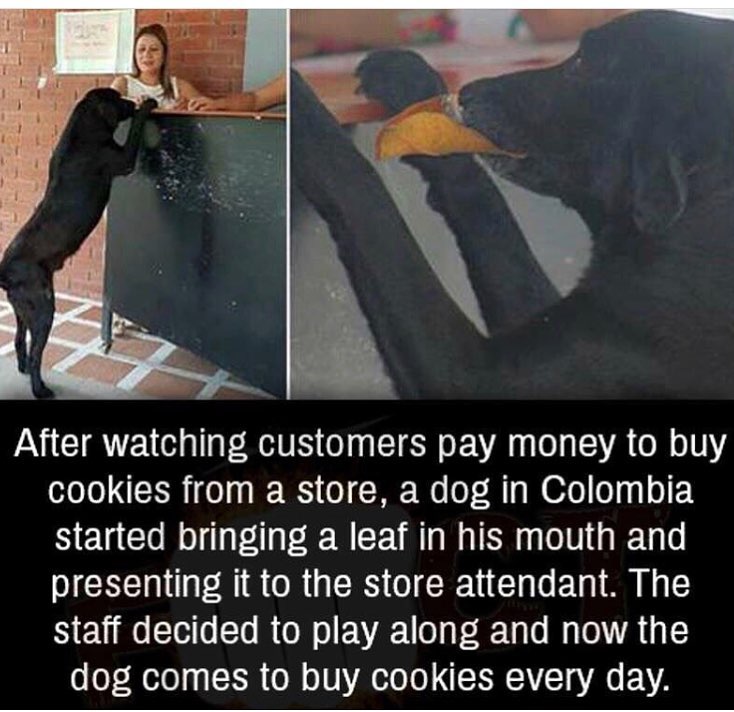 After watching customers pay money to buy
cookies from a store, a dog in Colombia
started bringing a leaf in his mouth and
presenting it to the store attendant. The
staff decided to play along and now the
dog comes to buy cookies every day.